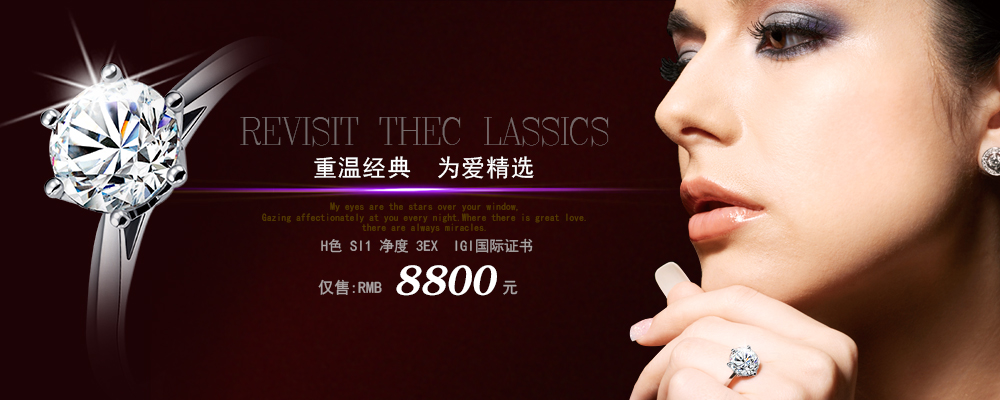 REVISIT THEC LASSICS
重温经典 为爱精选
My eyes are the stars over your window,
Gazing affectionately at you every night.Where there is great love.
there are always miracles.
H色 SI1 净度 3EX IGI国际证书
仅售:RMB 8800 元